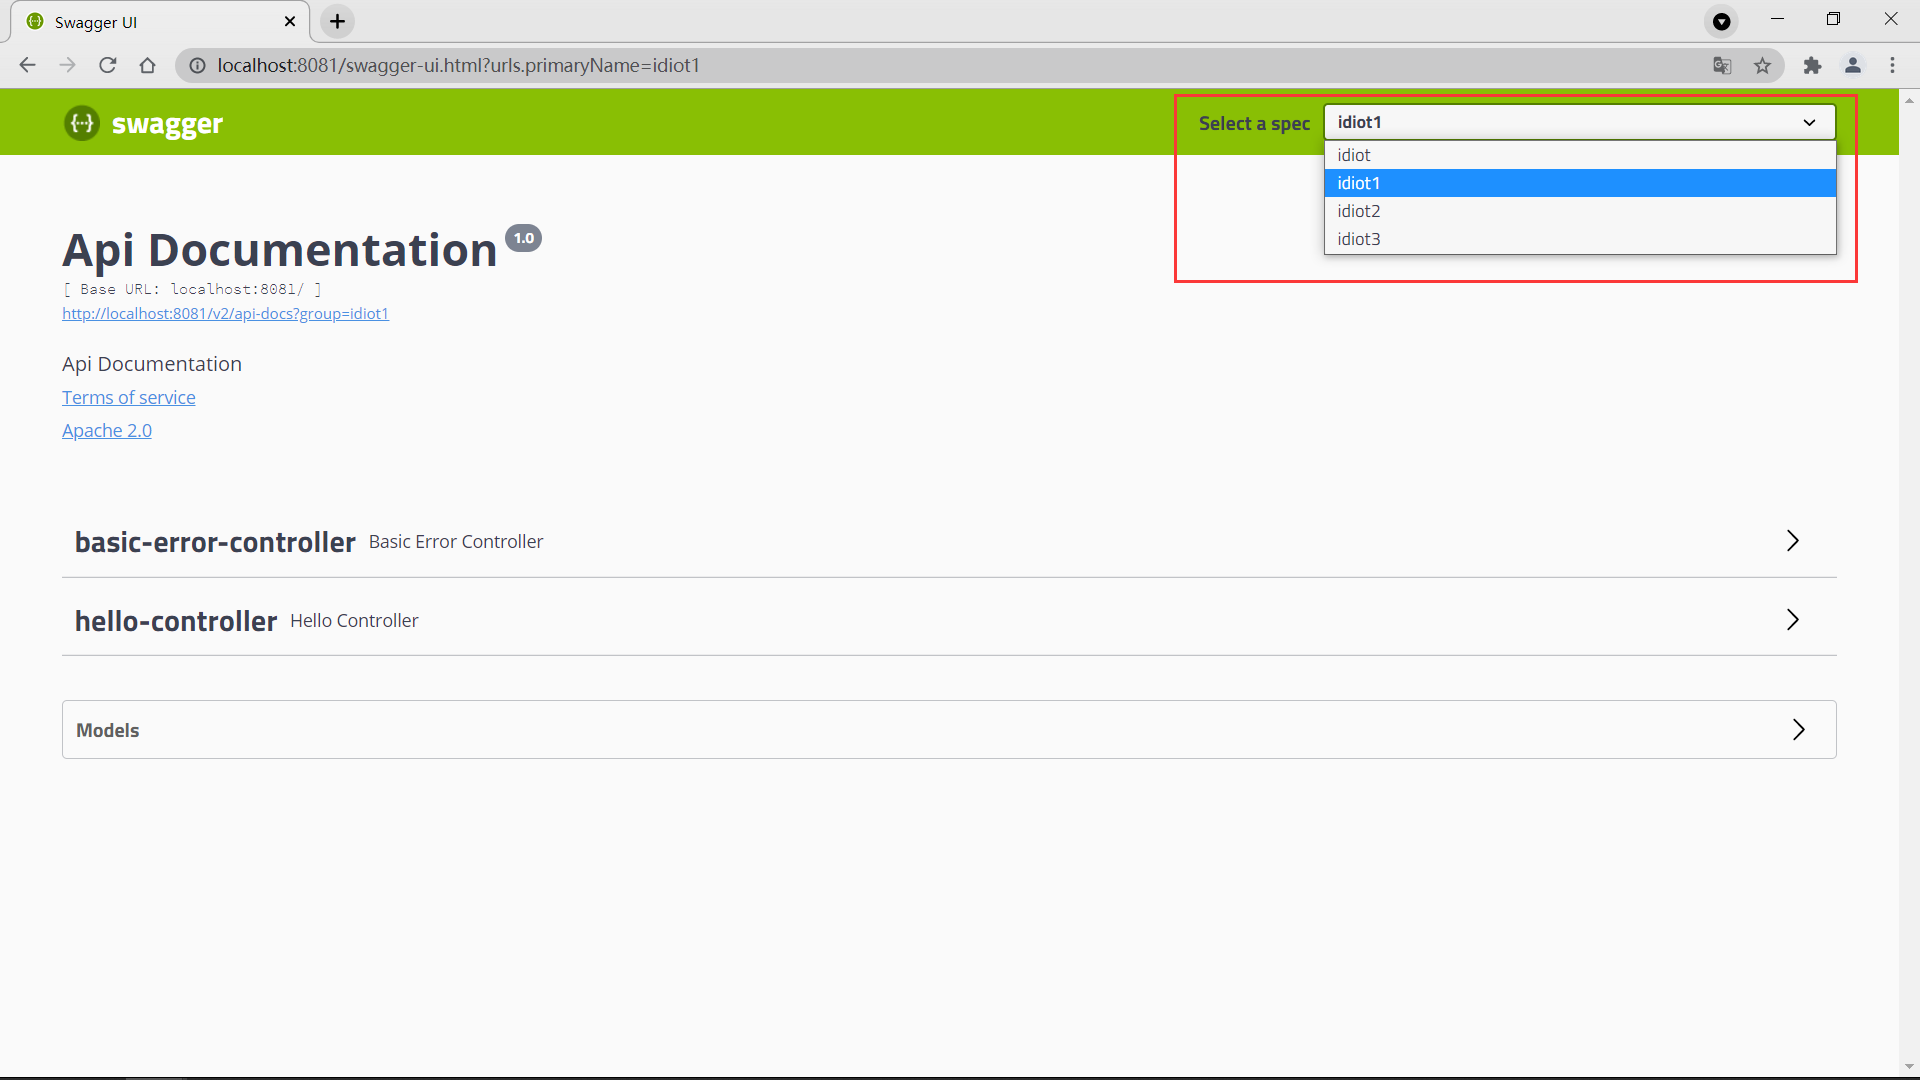 Swagger UI
localhost:8081/swagger-ui.html?urls.primaryName=idiot1
swagger
Select a spec
idiot1
idiot
idiot1
idiot2
idiot3
Api Documentation 1.0
[ Base URL: localhost:8081/ ]
http://localhost:8081/v2/api-docs?group=idiot1
Api Documentation
Terms of service
Apache 2.0
basic-error-controller Basic Error Controller
hello-controller Hello Controller
Models